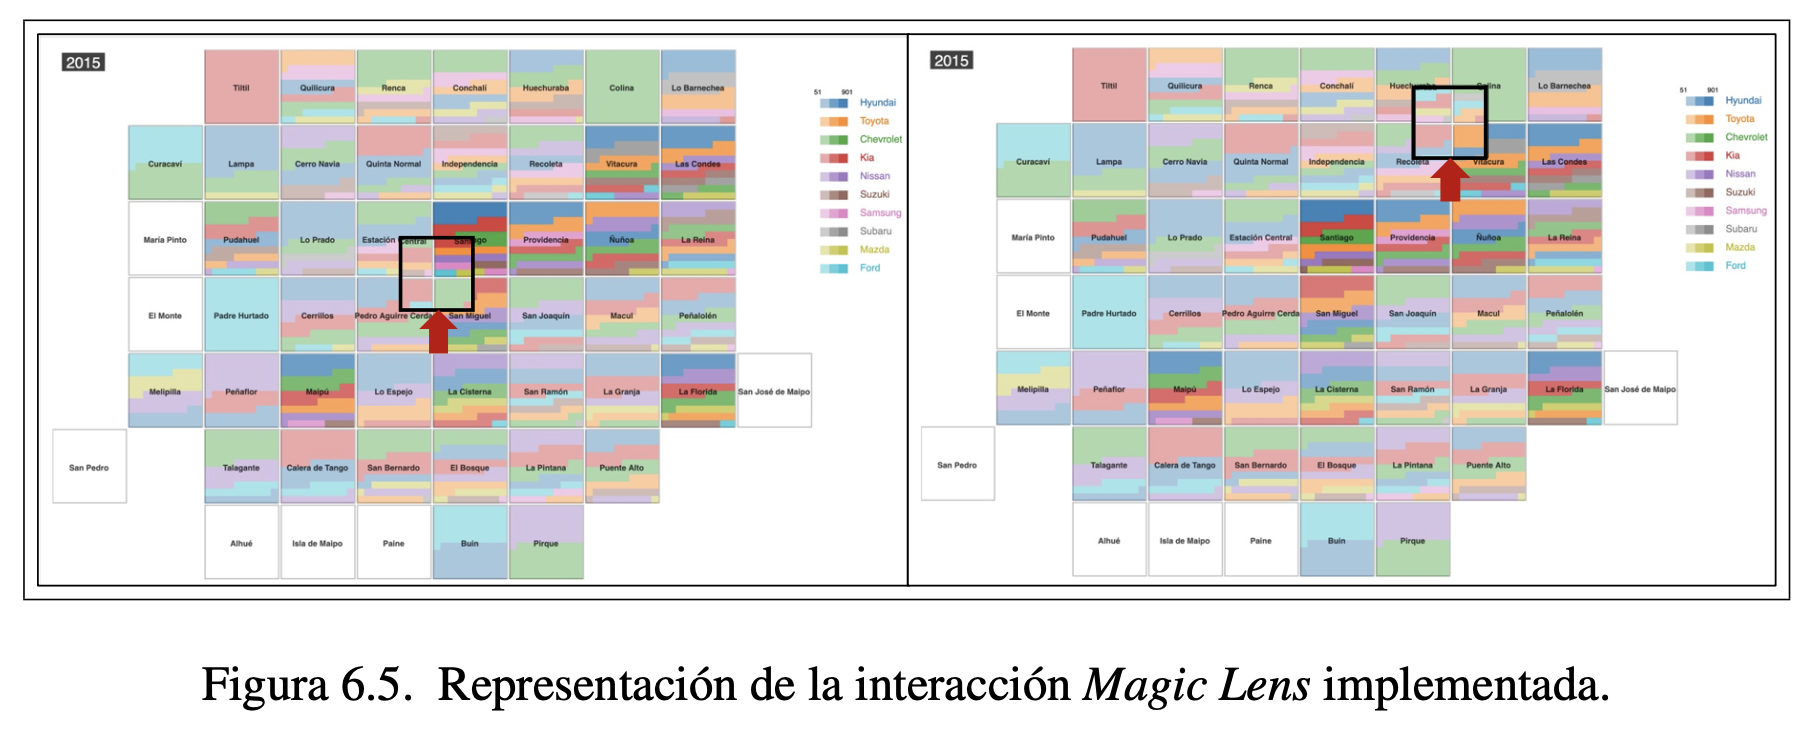 2015
Tiltil Quilicura Renca Conchalí Huechuraba Colina Lo Barnechea
51 901
Hyundai
Toyota
Chevrolet
Kia
Nissan
Suzuki
Samsung
Subaru
Mazda
Ford
Curacaví Lampa Cerro Navia Quinta Normal Independencia Recoleta Vitacura Las Condes
María Pinto Pudahuel Lo Prado Estación Central Santiago Providencia Ñuñoa La Reina
El Monte Padre Hurtado Cerrillos Pedro Aguirre Cerda San Miguel San Joaquín Macul Peñalolén
Melipilla Peñaflor Maipú Lo Espejo La Cisterna San Ramón La Granja La Florida San José de Maipo
San Pedro Talagante Calera de Tango San Bernardo El Bosque La Pintana Puente Alto
Alhué Isla de Maipo Paine Buin Pirque
2015
Tiltil Quilicura Renca Conchalí Huechuraba Colina Lo Barnechea
51 901
Hyundai
Toyota
Chevrolet
Kia
Nissan
Suzuki
Samsung
Subaru
Mazda
Ford
Curacaví Lampa Cerro Navia Quinta Normal Independencia Recoleta Vitacura Las Condes
María Pinto Pudahuel Lo Prado Estación Central Santiago Providencia Ñuñoa La Reina
El Monte Padre Hurtado Cerrillos Pedro Aguirre Cerda San Miguel San Joaquín Macul Peñalolén
Melipilla Peñaflor Maipú Lo Espejo La Cisterna San Ramón La Granja La Florida San José de Maipo
San Pedro Talagante Calera de Tango San Bernardo El Bosque La Pintana Puente Alto
Alhué Isla de Maipo Paine Buin Pirque
Figura 6.5. Representación de la interacción Magic Lens implementada.